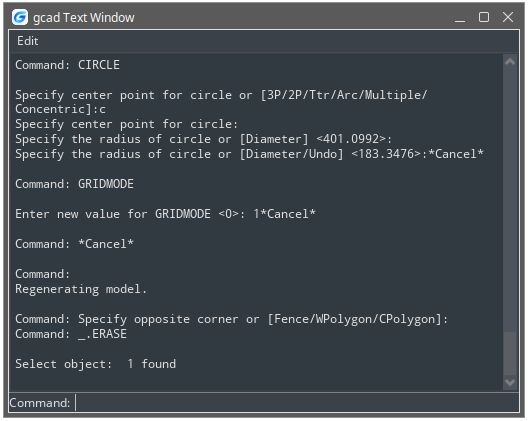 gcad Text Window
Edit
Command: CIRCLE
Specify center point for circle or [3P/2P/Ttr/Arc/Multiple/
Concentric]:c
Specify center point for circle:
Specify the radius of circle or [Diameter] <401.0992>:
Specify the radius of circle or [Diameter/Undo] <183.3476>:*Cancel*
Command: GRIDMODE
Enter new value for GRIDMODE <0>: 1*Cancel*
Command: *Cancel*
Command:
Regenerating model.
Command: Specify opposite corner or [Fence/WPolygon/CPolygon]:
Command: _.ERASE
Select object:  1 found
Command: